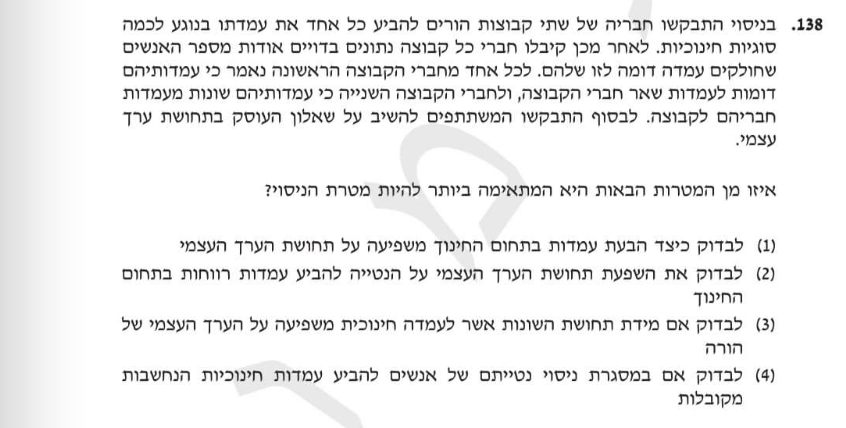 138. בניסוי התבקשו חבריה של שתי קבוצות הורים להביע כל אחד את עמדתו בנוגע לכמה
סוגיות חינוכיות. לאחר מכן קיבלו חברי כל קבוצה נתונים בדויים אודות מספר האנשים
שחולקים עמדה דומה לזו שלהם. לכל אחד מחברי הקבוצה הראשונה נאמר כי עמדותיהם
דומות לעמדות שאר חברי הקבוצה, ולחברי הקבוצה השנייה כי עמדותיהם שונות מעמדות
חבריהם לקבוצה. לבסוף התבקשו המשתתפים להשיב על שאלון העוסק בתחושת ערך
עצמי.
איזו מן המטרות הבאות היא המתאימה ביותר להיות מטרת הניסוי?
(1) לבדוק כיצד הבעת עמדות בתחום החינוך משפיעה על תחושת הערך העצמי
(2) לבדוק את השפעת תחושת הערך העצמי על הנטייה להביע עמדות רווחות בתחום
החינוך
(3) לבדוק אם מידת תחושת השונות אשר לעמדה חינוכית משפיעה על הערך העצמי של
הורה
(4) לבדוק אם במסגרת ניסוי נטייתם של אנשים להביע עמדות חינוכיות הנחשבות
מקובלות